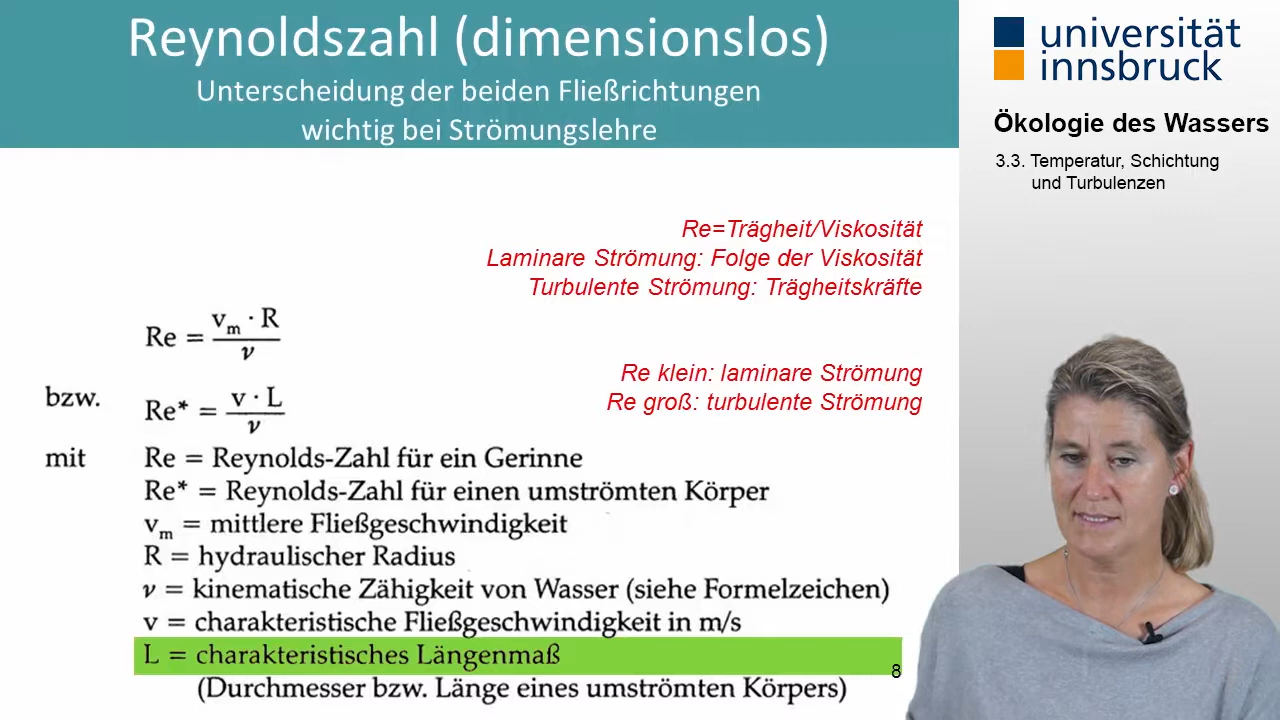 Reynoldszahl (dimensionslos)
Unterscheidung der beiden Fließrichtungen
wichtig bei Strömungslehre
universität
innsbruck
Ökologie des Wassers
3.3. Temperatur, Schichtung
und Turbulenzen
Re=Trägheit/Viskosität
Laminare Strömung: Folge der Viskosität
Turbulente Strömung: Trägheitskräfte
Re = v_m · R / ν
Re klein: laminare Strömung
Re groß: turbulente Strömung
bzw. Re* = v · L / ν
mit Re = Reynolds-Zahl für ein Gerinne
Re* = Reynolds-Zahl für einen umströmten Körper
v_m = mittlere Fließgeschwindigkeit
R = hydraulischer Radius
ν = kinematische Zähigkeit von Wasser (siehe Formelzeichen)
v = charakteristische Fließgeschwindigkeit in m/s
L = charakteristisches Längenmaß
(Durchmesser bzw. Länge eines umströmten Körpers)
8